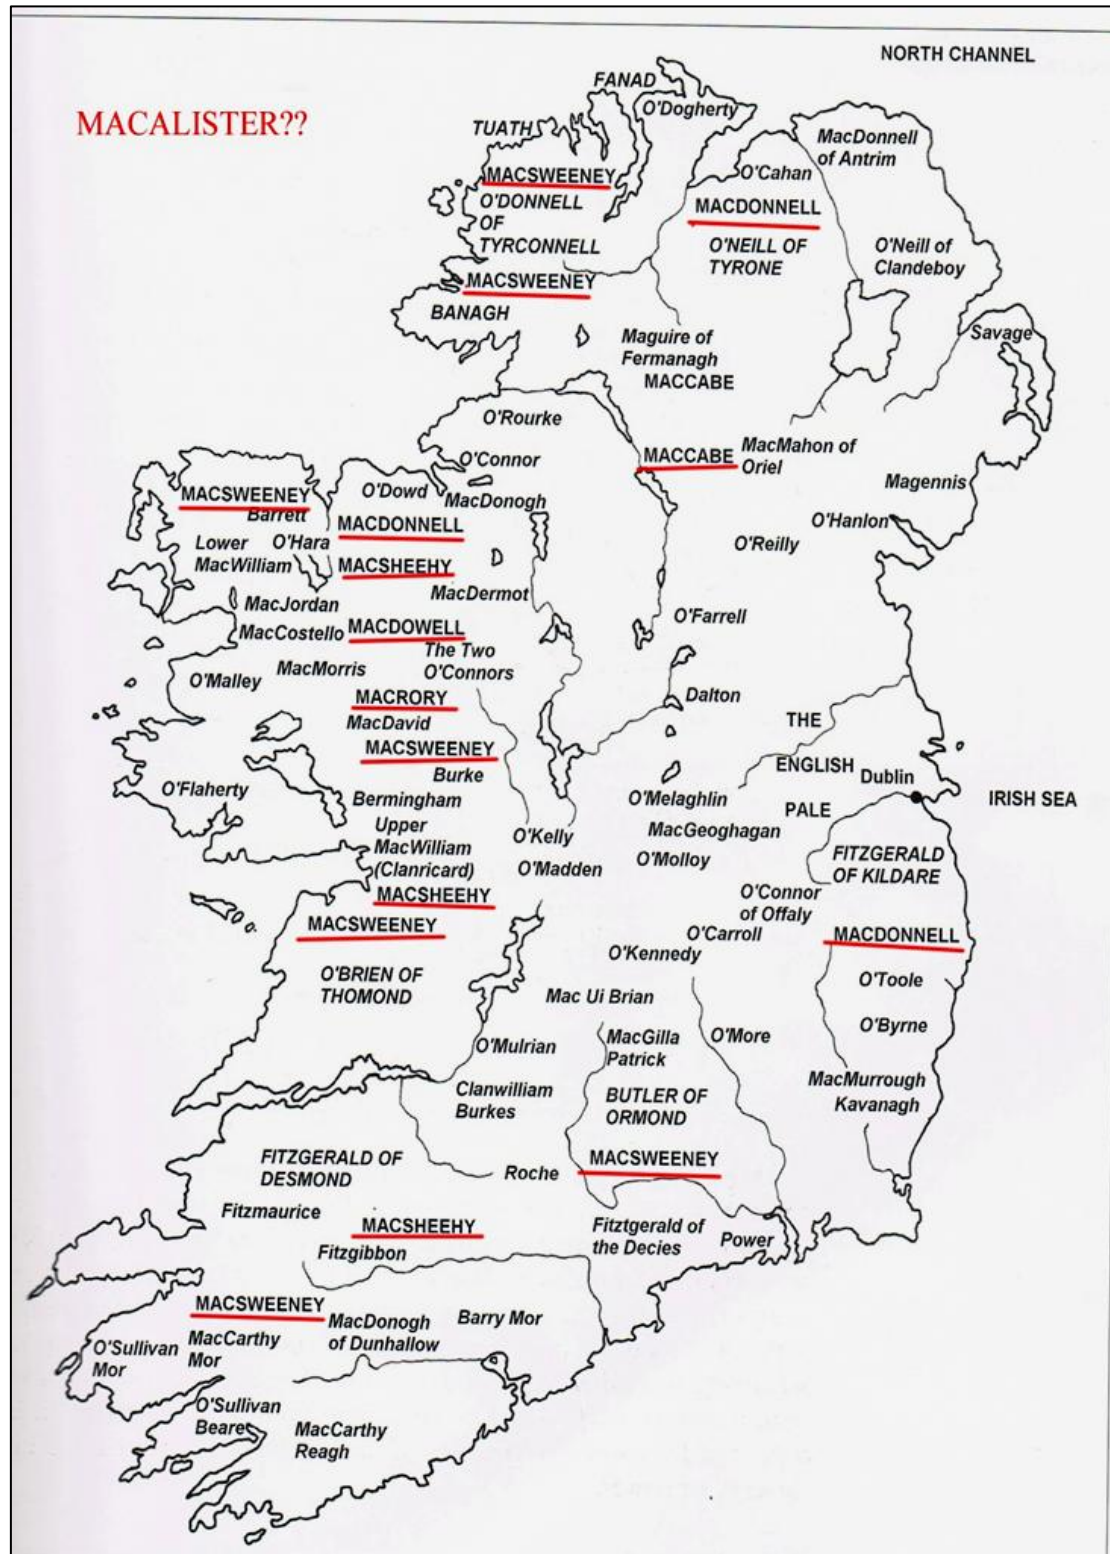 NORTH CHANNEL
MACALISTER??
FANAD
O'Dogherty
TUATH
MacDonnell
of Antrim
MACSWEENEY
O'Cahan
O'DONNELL
OF
TYRCONNELL
MACDONNELL
O'NEILL OF
TYRONE
O'Neill of
Clandeboy
MACSWEENEY
BANAGH
Savage
Maguire of
Fermanagh
MACCABE
O'Rourke
MACCABE
MacMahon of
Oriel
O'Connor
Magennis
MACSWEENEY
Barrett
O'Dowd
MacDonogh
O'Hanlon
MACDONNELL
Lower
MacWilliam
O'Hara
O'Reilly
MACSHEEHY
MacDermot
MacJordan
O'Farrell
MacCostello
MACDOWELL
The Two
O'Connors
MacMorris
O'Malley
Dalton
MACRORY
MacDavid
THE
MACSWEENEY
Burke
ENGLISH
Dublin
O'Flaherty
Bermingham
O'Melaghlin
PALE
IRISH SEA
Upper
MacWilliam
(Clanricard)
O'Kelly
MacGeoghagan
O'Madden
O'Molloy
FITZGERALD
OF KILDARE
MACSHEEHY
O'Connor
of Offaly
MACSWEENEY
O'Carroll
MACDONNELL
O'Kennedy
O'BRIEN OF
THOMOND
O'Toole
Mac Ui Brian
O'Byrne
O'Mulrian
MacGilla
Patrick
O'More
Clanwilliam
Burkes
BUTLER OF
ORMOND
MacMurrough
Kavanagh
FITZGERALD OF
DESMOND
Roche
MACSWEENEY
Fitzmaurice
MACSHEEHY
Fitztgerald of
the Decies
Power
Fitzgibbon
MACSWEENEY
MacDonogh
of Dunhallow
Barry Mor
O'Sullivan
Mor
MacCarthy
Mor
O'Sullivan
Beare
MacCarthy
Reagh